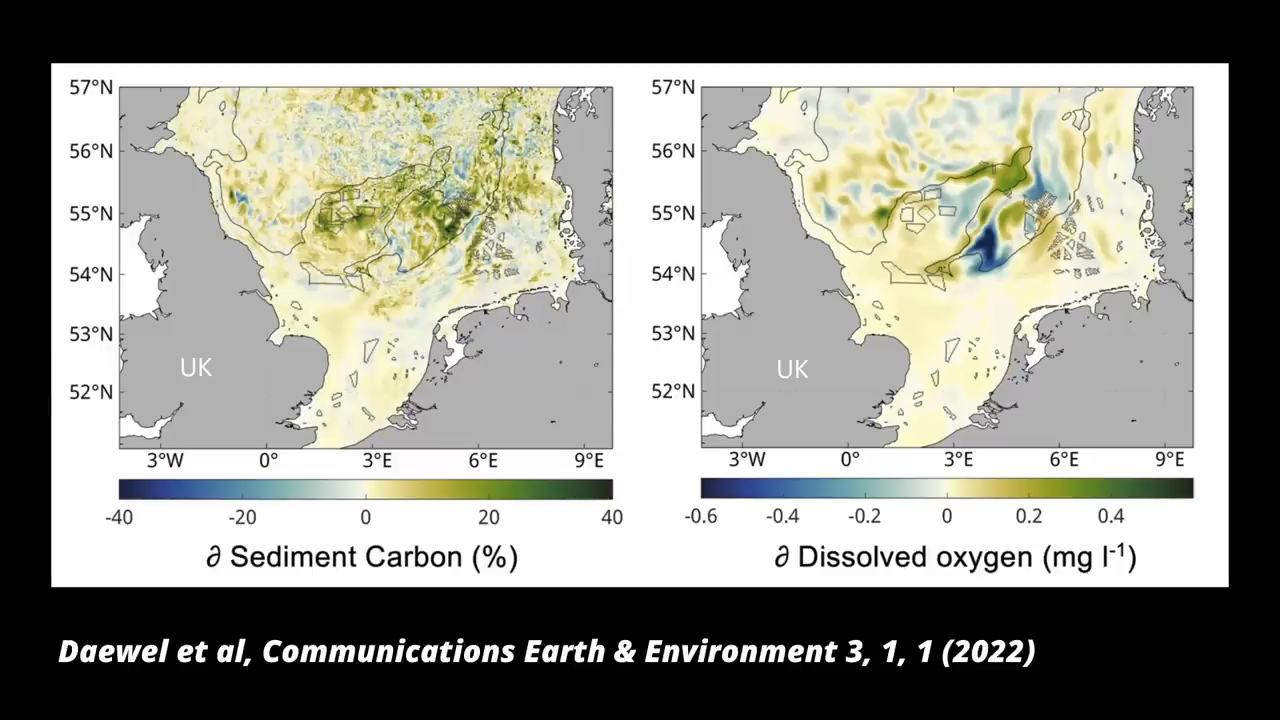 57°N
56°N
55°N
54°N
53°N
52°N
UK
3°W
0°
3°E
6°E
9°E
-40
-20
0
20
40
∂ Sediment Carbon (%)
57°N
56°N
55°N
54°N
53°N
52°N
UK
3°W
0°
3°E
6°E
9°E
-0.6
-0.4
-0.2
0
0.2
0.4
∂ Dissolved oxygen (mg l⁻¹)
Daewel et al, Communications Earth & Environment 3, 1, 1 (2022)